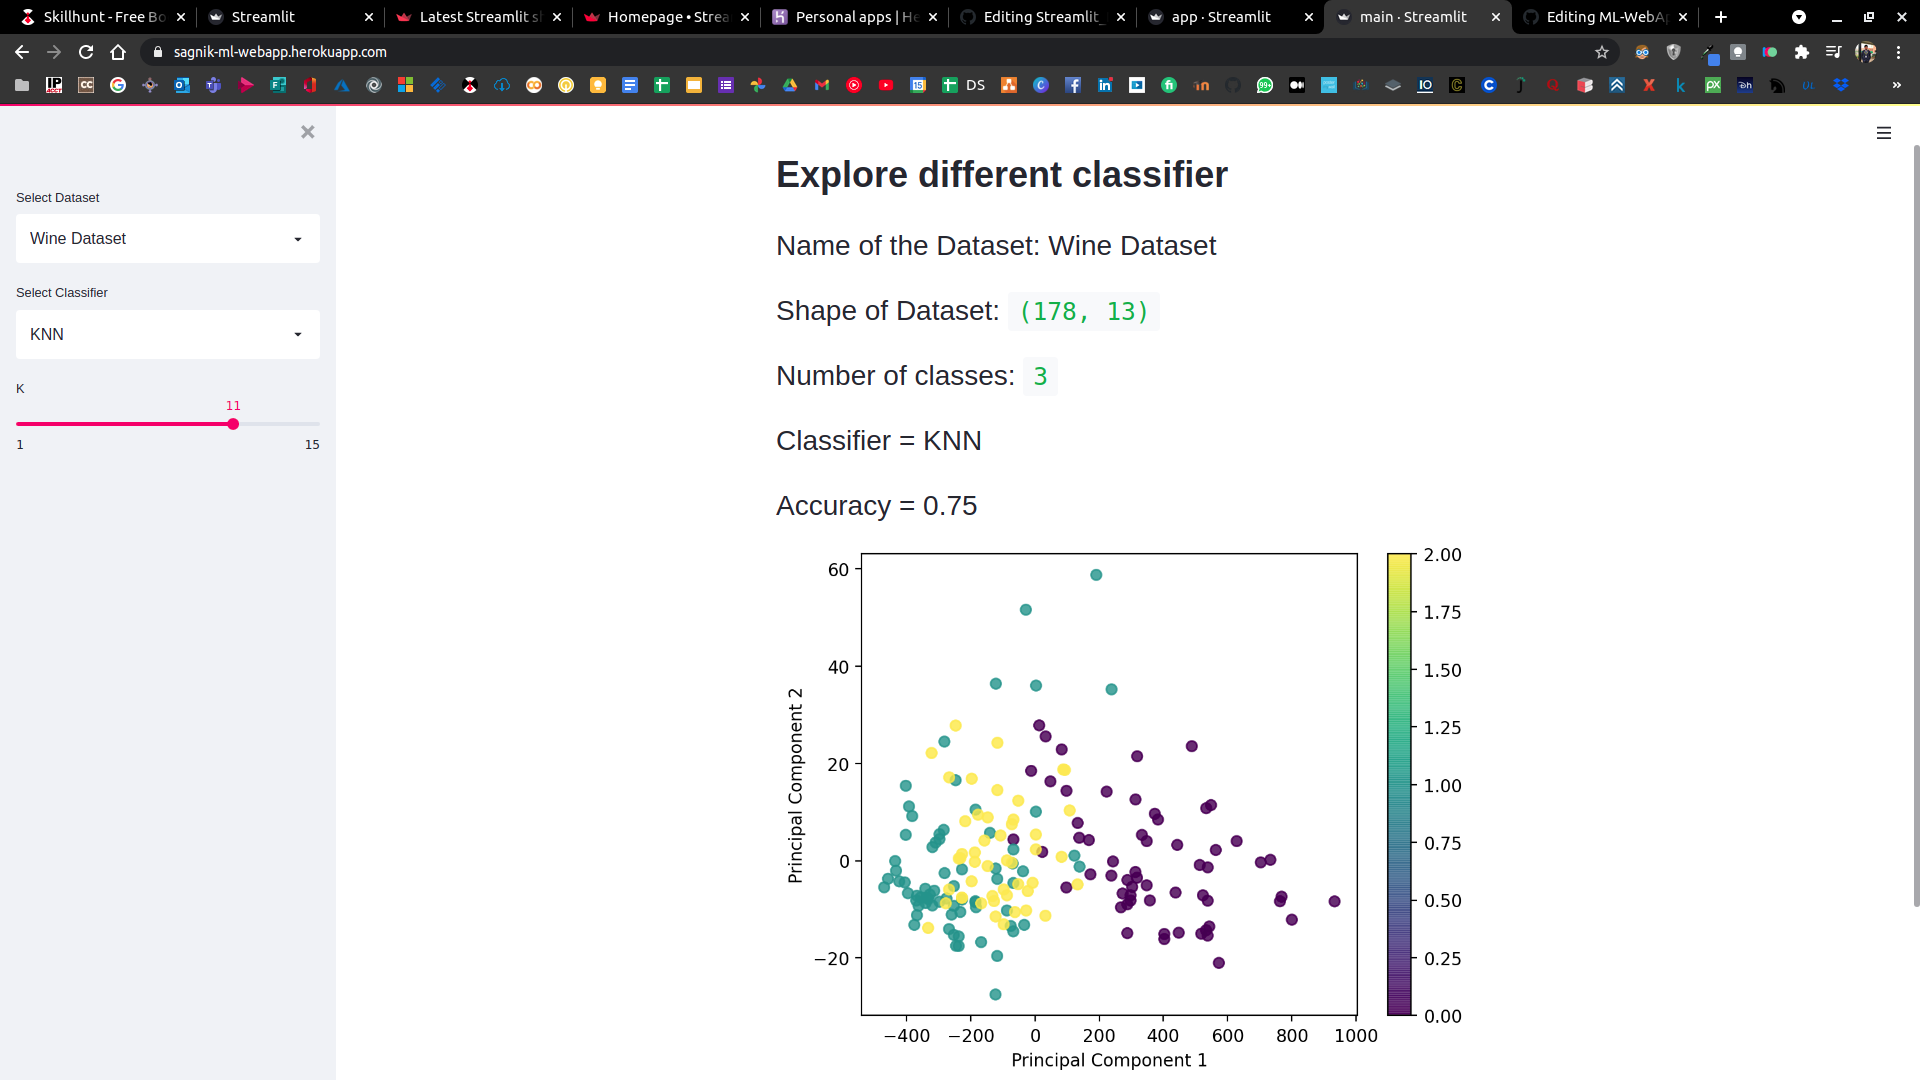 Skillhunt - Free Bo
Streamlit
Latest Streamlit s
Homepage • Strea
Personal apps | He
Editing Streamlit_
app · Streamlit
main · Streamlit
Editing ML-WebAp
sagnik-ml-webapp.herokuapp.com
DS
Select Dataset
Wine Dataset
Select Classifier
KNN
K
11
1
15
Explore different classifier
Name of the Dataset: Wine Dataset
Shape of Dataset: (178, 13)
Number of classes: 3
Classifier = KNN
Accuracy = 0.75
60
40
20
0
−20
Principal Component 2
−400
−200
0
200
400
600
800
1000
Principal Component 1
2.00
1.75
1.50
1.25
1.00
0.75
0.50
0.25
0.00